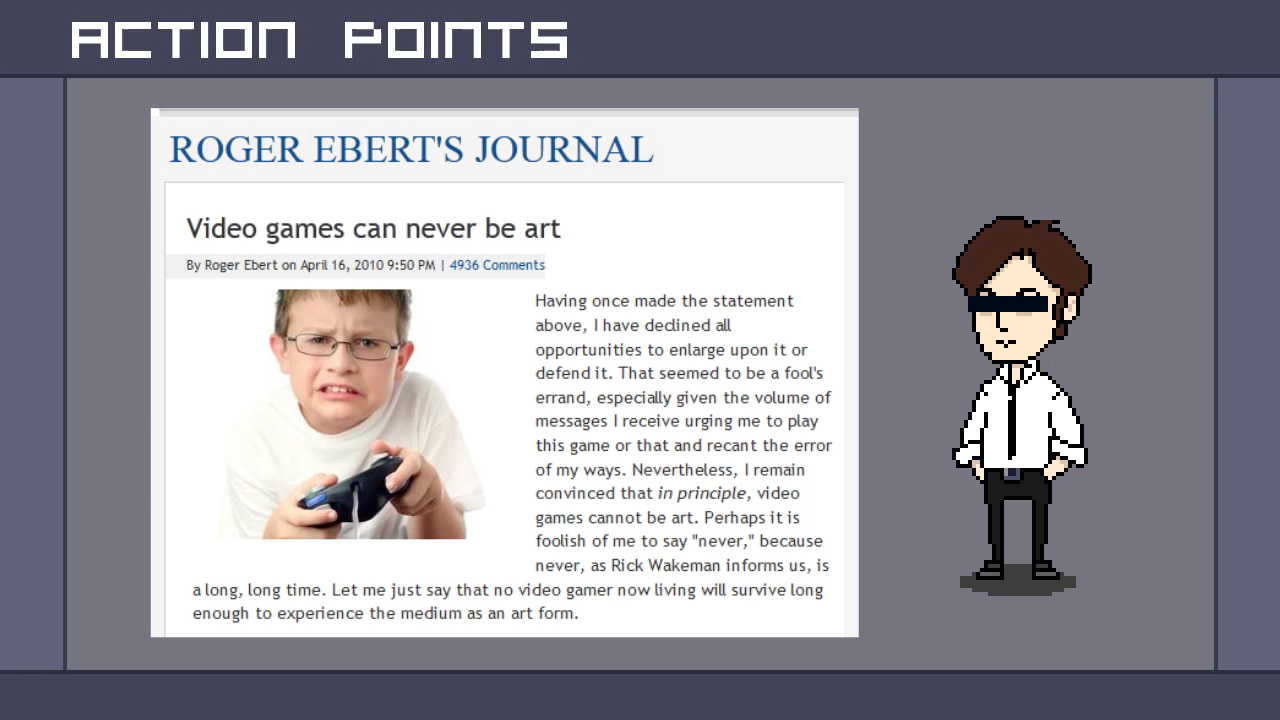 ACTION POINTS
ROGER EBERT'S JOURNAL
Video games can never be art
By Roger Ebert on April 16, 2010 9:50 PM | 4936 Comments
Having once made the statement
above, I have declined all
opportunities to enlarge upon it or
defend it. That seemed to be a fool's
errand, especially given the volume of
messages I receive urging me to play
this game or that and recant the error
of my ways. Nevertheless, I remain
convinced that in principle, video
games cannot be art. Perhaps it is
foolish of me to say "never," because
never, as Rick Wakeman informs us, is
a long, long time. Let me just say that no video gamer now living will survive long
enough to experience the medium as an art form.